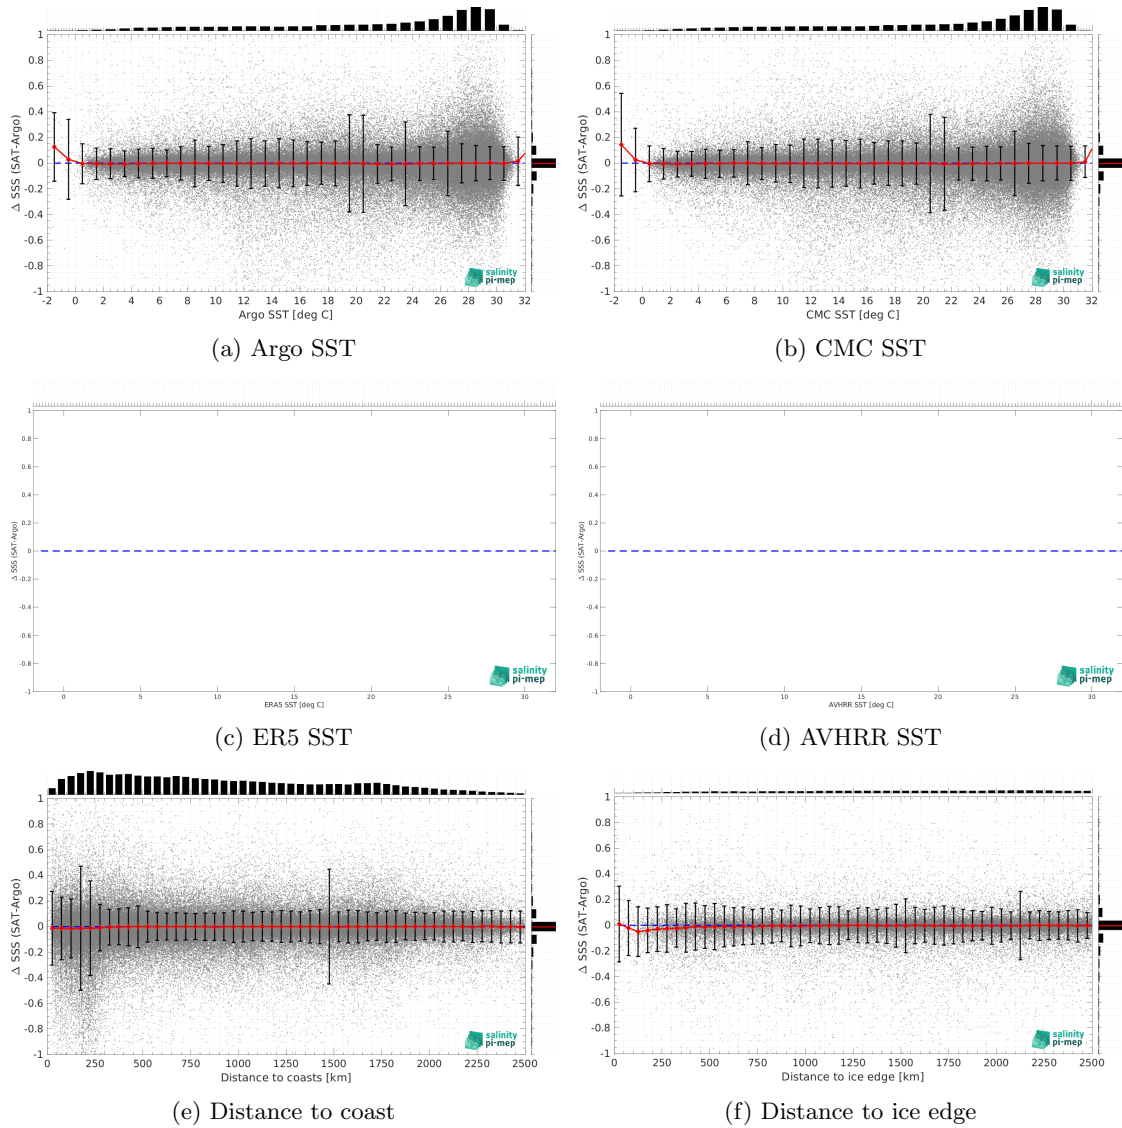 1
0.8
0.6
0.4
0.2
0
-0.2
-0.4
-0.6
-0.8
-1
Δ SSS (SAT-Argo)
-2 0 2 4 6 8 10 12 14 16 18 20 22 24 26 28 30 32
Argo SST [deg C]
salinity
pi-mep
(a) Argo SST
1
0.8
0.6
0.4
0.2
0
-0.2
-0.4
-0.6
-0.8
-1
Δ SSS (SAT-Argo)
-2 0 2 4 6 8 10 12 14 16 18 20 22 24 26 28 30 32
CMC SST [deg C]
salinity
pi-mep
(b) CMC SST
1
0.8
0.6
0.4
0.2
0
-0.2
-0.4
-0.6
-0.8
-1
Δ SSS (SAT-Argo)
0 5 10 15 20 25 30
ERA5 SST [deg C]
salinity
pi-mep
(c) ER5 SST
1
0.8
0.6
0.4
0.2
0
-0.2
-0.4
-0.6
-0.8
-1
Δ SSS (SAT-Argo)
0 5 10 15 20 25 30
AVHRR SST [deg C]
salinity
pi-mep
(d) AVHRR SST
1
0.8
0.6
0.4
0.2
0
-0.2
-0.4
-0.6
-0.8
-1
Δ SSS (SAT-Argo)
0 250 500 750 1000 1250 1500 1750 2000 2250 2500
Distance to coasts [km]
salinity
pi-mep
(e) Distance to coast
1
0.8
0.6
0.4
0.2
0
-0.2
-0.4
-0.6
-0.8
-1
Δ SSS (SAT-Argo)
0 250 500 750 1000 1250 1500 1750 2000 2250 2500
Distance to ice edge [km]
salinity
pi-mep
(f) Distance to ice edge